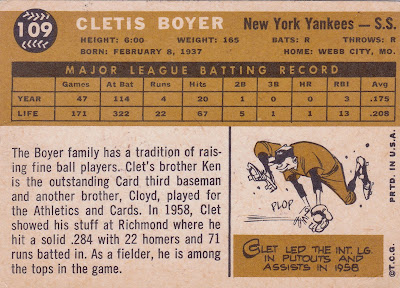 109
CLETIS BOYER
New York Yankees — S.S.
HEIGHT: 6:00 WEIGHT: 165 BATS: R THROWS: R
BORN: FEBRUARY 8, 1937 HOME: WEBB CITY, MO.
MAJOR LEAGUE BATTING RECORD
Games At Bat Runs Hits 2B 3B HR RBI Avg
YEAR 47 114 4 20 1 0 0 3 .175
LIFE 171 322 22 67 5 1 1 13 .208
The Boyer family has a tradition of rais-
ing fine ball players. Clet's brother Ken
is the outstanding Card third baseman
and another brother, Cloyd, played for
the Athletics and Cards. In 1958, Clet
showed his stuff at Richmond where he
hit a solid .284 with 22 homers and 71
runs batted in. As a fielder, he is among
the tops in the game.
PLOP
CLET LED THE INT. LG.
IN PUTOUTS AND
ASSISTS IN 1958
©T.C.G. PRTD. IN U.S.A.